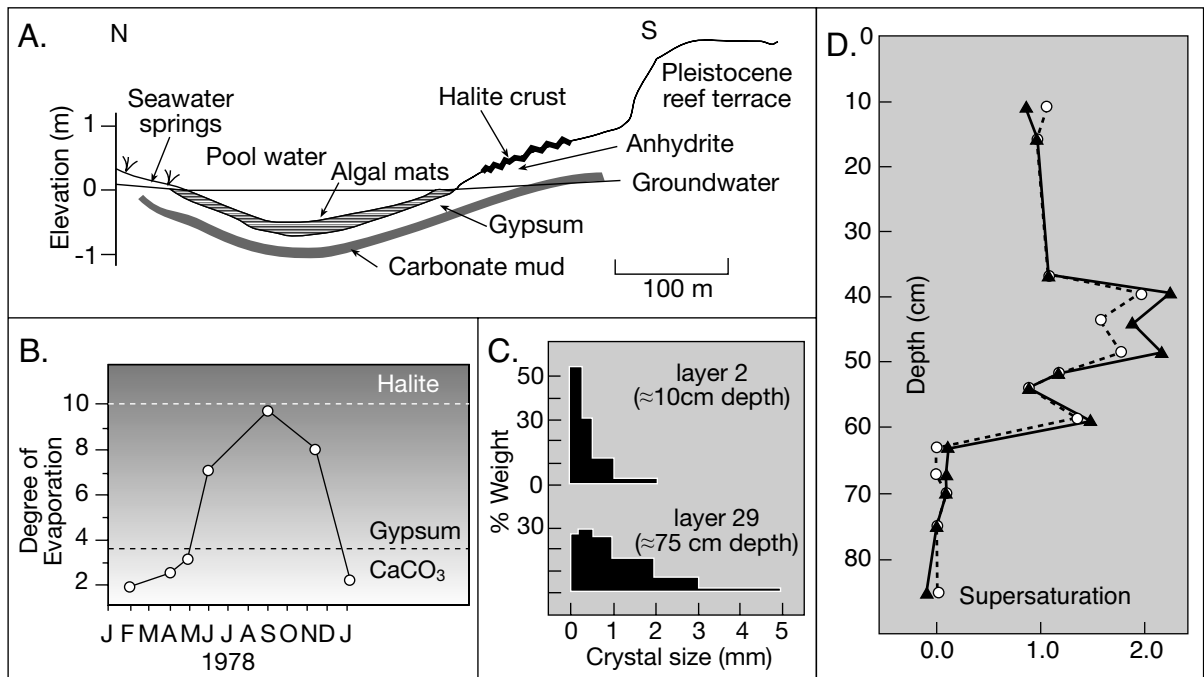 A.
N
S
Elevation (m)
1
0
-1
Seawater
springs
Pool water
Algal mats
Halite crust
Pleistocene
reef terrace
Anhydrite
Groundwater
Gypsum
Carbonate mud
100 m
B.
Degree of
Evaporation
10
8
6
4
2
Halite
Gypsum
CaCO₃
J F M A M J J A S O N D J
1978
C.
% Weight
50
30
0
30
layer 2
(≈10cm depth)
layer 29
(≈75 cm depth)
0 1 2 3 4 5
Crystal size (mm)
D.
Depth (cm)
0
10
20
30
40
50
60
70
80
Supersaturation
0.0 1.0 2.0